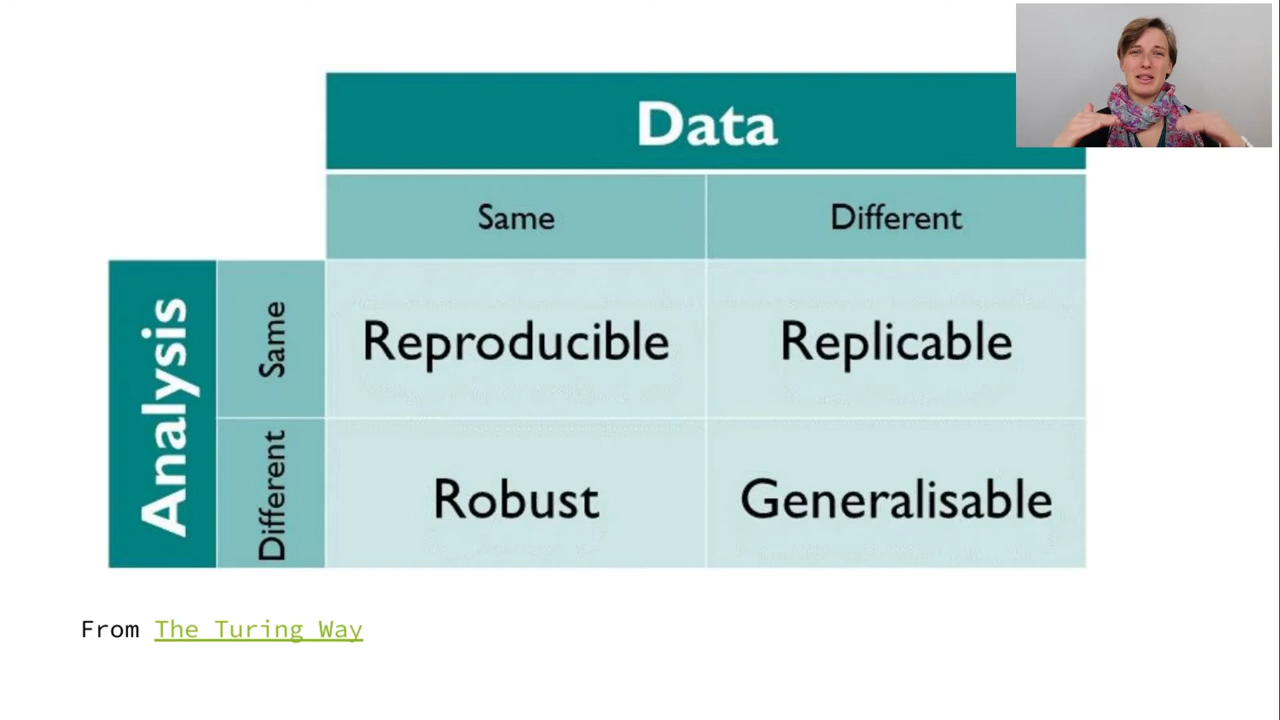 Data
Same Different
Analysis
Same
Reproducible Replicable
Different
Robust Generalisable
From The Turing Way